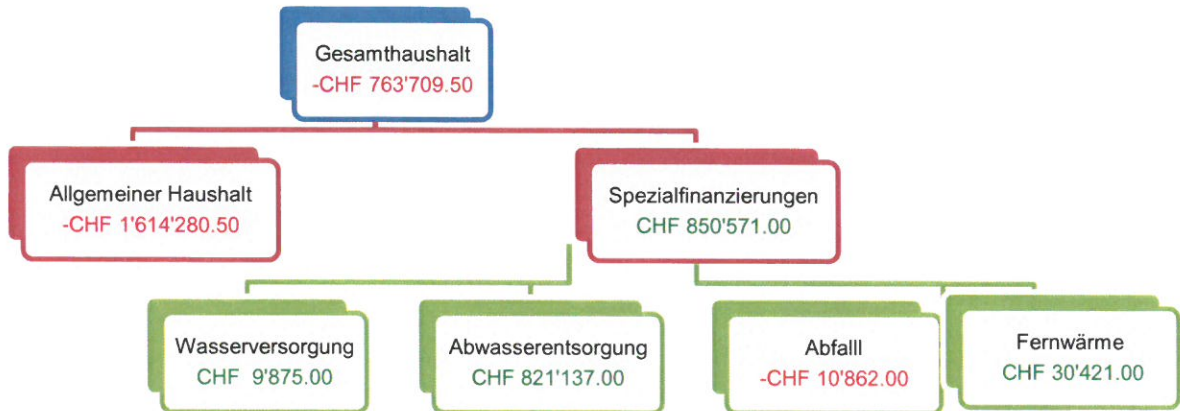 Gesamthaushalt
-CHF 763'709.50
Allgemeiner Haushalt
-CHF 1'614'280.50
Spezialfinanzierungen
CHF 850'571.00
Wasserversorgung
CHF 9'875.00
Abwasserentsorgung
CHF 821'137.00
Abfalll
-CHF 10'862.00
Fernwärme
CHF 30'421.00